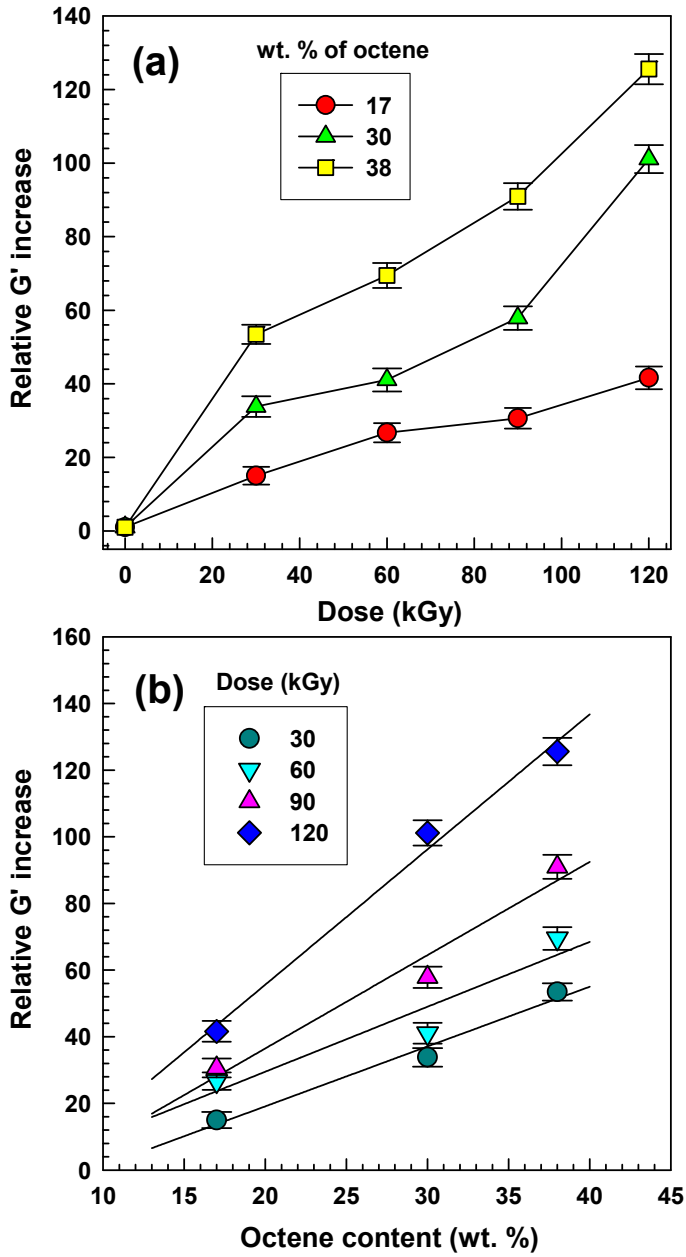 (a)
wt. % of octene
17
30
38
Relative G' increase
140
120
100
80
60
40
20
0
0 20 40 60 80 100 120
Dose (kGy)
(b)
Dose (kGy)
30
60
90
120
Relative G' increase
160
140
120
100
80
60
40
20
0
10 15 20 25 30 35 40 45
Octene content (wt. %)